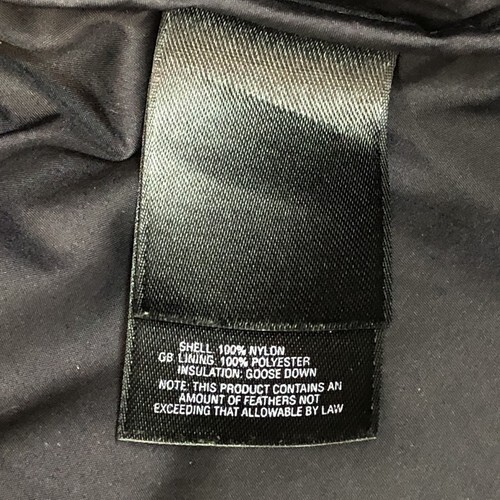 SHELL: 100% NYLON
GB LINING: 100% POLYESTER
INSULATION: GOOSE DOWN
NOTE: THIS PRODUCT CONTAINS AN
AMOUNT OF FEATHERS NOT
EXCEEDING THAT ALLOWABLE BY LAW